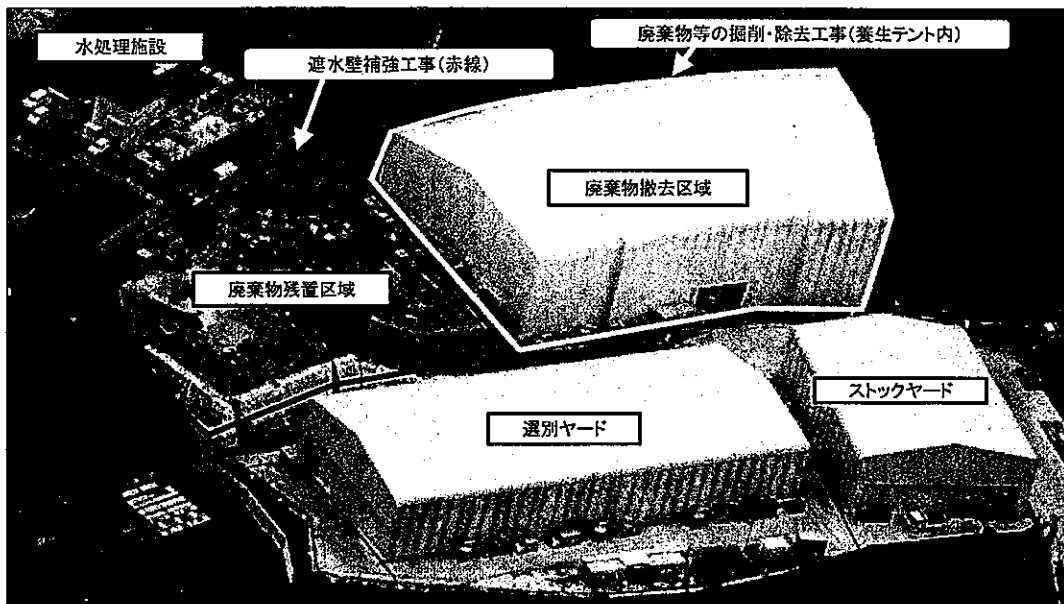 廃棄物等の掘削・除去工事(養生テント内)
水処理施設
遮水壁補強工事(赤線)
廃棄物撤去区域
廃棄物残置区域
ストックヤード
選別ヤード